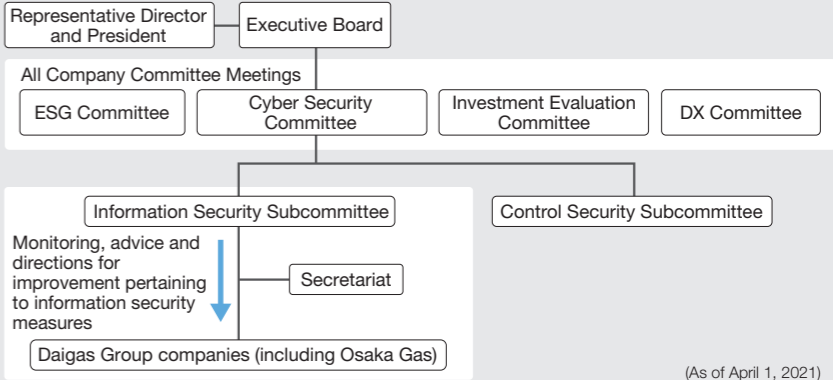 Representative Director
and President
Executive Board
All Company Committee Meetings
ESG Committee
Cyber Security
Committee
Investment Evaluation
Committee
DX Committee
Information Security Subcommittee
Control Security Subcommittee
Monitoring, advice and
directions for
improvement pertaining
to information security
measures
Secretariat
Daigas Group companies (including Osaka Gas)
(As of April 1, 2021)